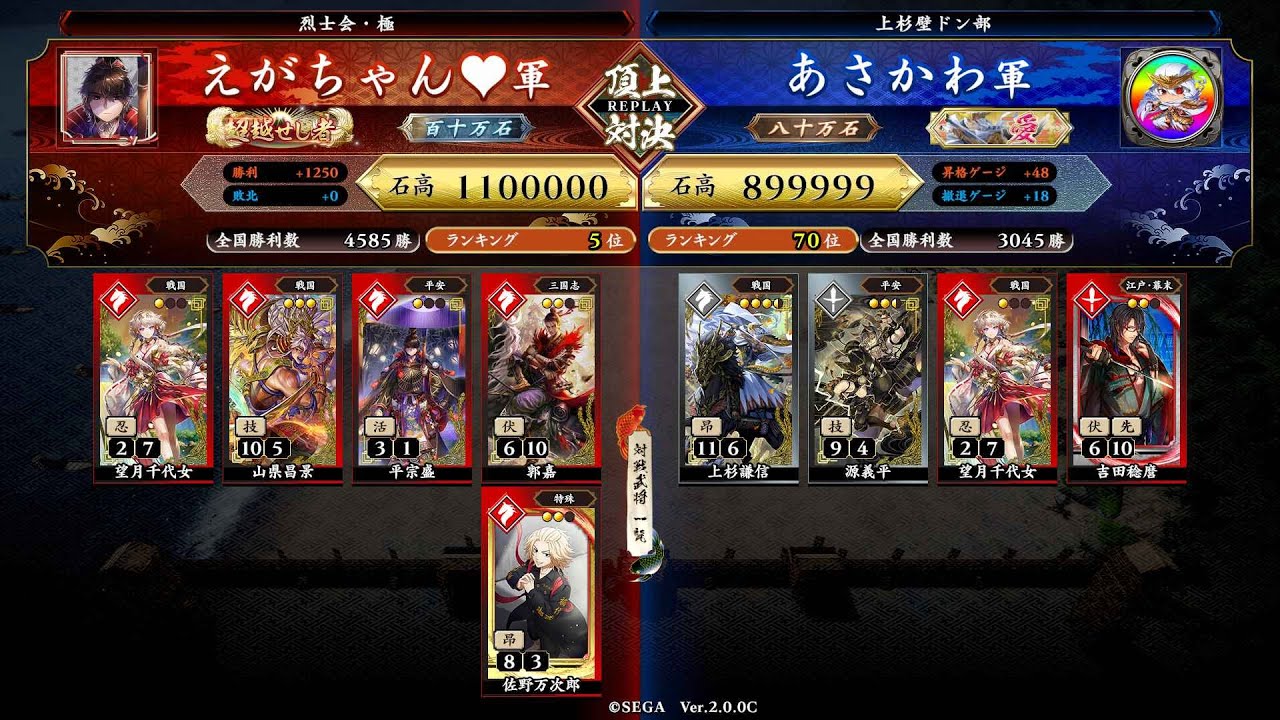 烈士会・極
上杉壁ドン部
えがちゃん♥軍
頂上
REPLAY
対決
あさかわ軍
超越せし者
百十万石
八十万石
愛
勝利 +1250
敗北 +0
石高 1100000
石高 899999
昇格ゲージ +48
撤退ゲージ +18
全国勝利数 4585勝
ランキング 5位
ランキング 70位
全国勝利数 3045勝
戦国
忍
2 7
望月千代女
戦国
技
10 5
山県昌景
平安
活
3 1
平宗盛
三国志
伏
6 10
郭嘉
特殊
昂
8 3
佐野万次郎
対戦武将一覧
戦国
昂
11 6
上杉謙信
平安
技
9 4
源義平
戦国
忍
2 7
望月千代女
江戸・幕末
伏 先
6 10
吉田稔麿
©SEGA Ver.2.0.0C